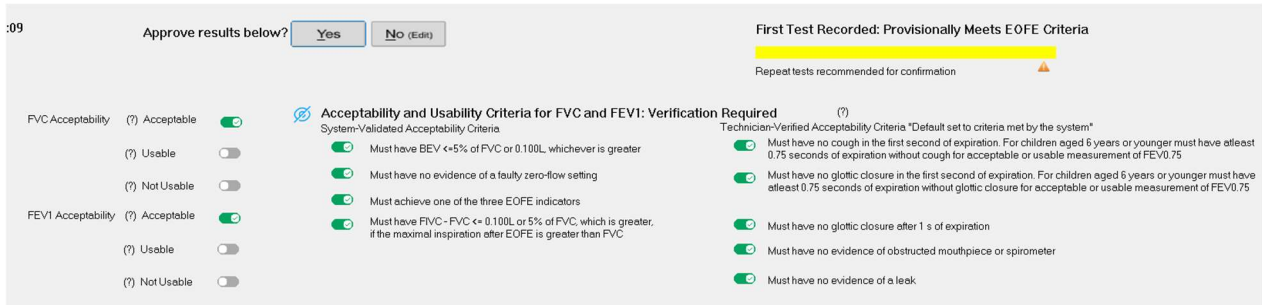 :09
Approve results below?
Yes
No (Edit)
First Test Recorded: Provisionally Meets EOFE Criteria
Repeat tests recommended for confirmation
FVC Acceptability (?) Acceptable
(?) Usable
(?) Not Usable
FEV1 Acceptability (?) Acceptable
(?) Usable
(?) Not Usable
Acceptability and Usability Criteria for FVC and FEV1: Verification Required (?)
System-Validated Acceptability Criteria
Must have BEV <=5% of FVC or 0.100L, whichever is greater
Must have no evidence of a faulty zero-flow setting
Must achieve one of the three EOFE indicators
Must have FIVC - FVC <= 0.100L or 5% of FVC, which is greater,
if the maximal inspiration after EOFE is greater than FVC
Technician-Verified Acceptability Criteria "Default set to criteria met by the system"
Must have no cough in the first second of expiration. For children aged 6 years or younger must have atleast
0.75 seconds of expiration without cough for acceptable or usable measurement of FEV0.75
Must have no glottic closure in the first second of expiration. For children aged 6 years or younger must have
atleast 0.75 seconds of expiration without glottic closure for acceptable or usable measurement of FEV0.75
Must have no glottic closure after 1 s of expiration
Must have no evidence of obstructed mouthpiece or spirometer
Must have no evidence of a leak